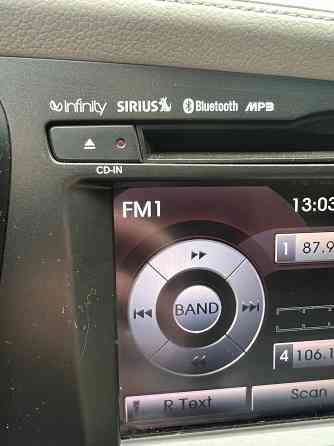 infinity SIRIUS Bluetooth MP3
CD-IN
FM1 13:03
1 87.9
BAND
4 106.1
R.Text Scan